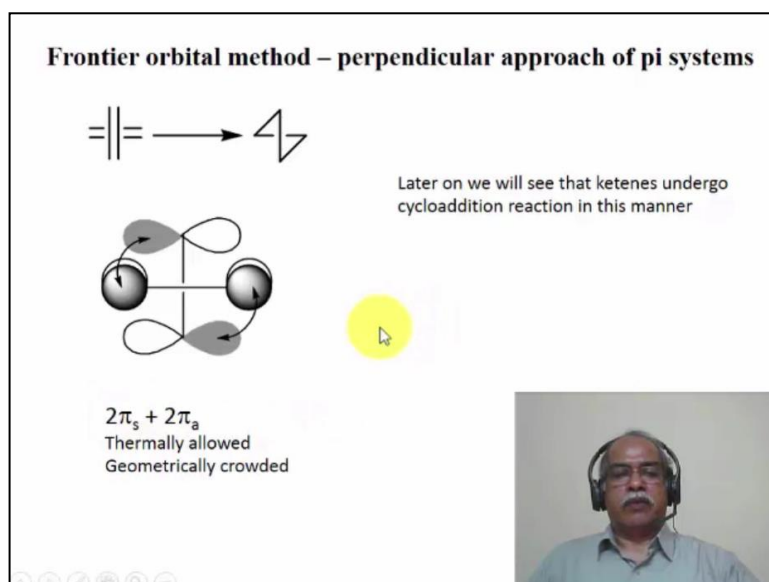 Frontier orbital method – perpendicular approach of pi systems
Later on we will see that ketenes undergo
cycloaddition reaction in this manner
2πs + 2πa
Thermally allowed
Geometrically crowded